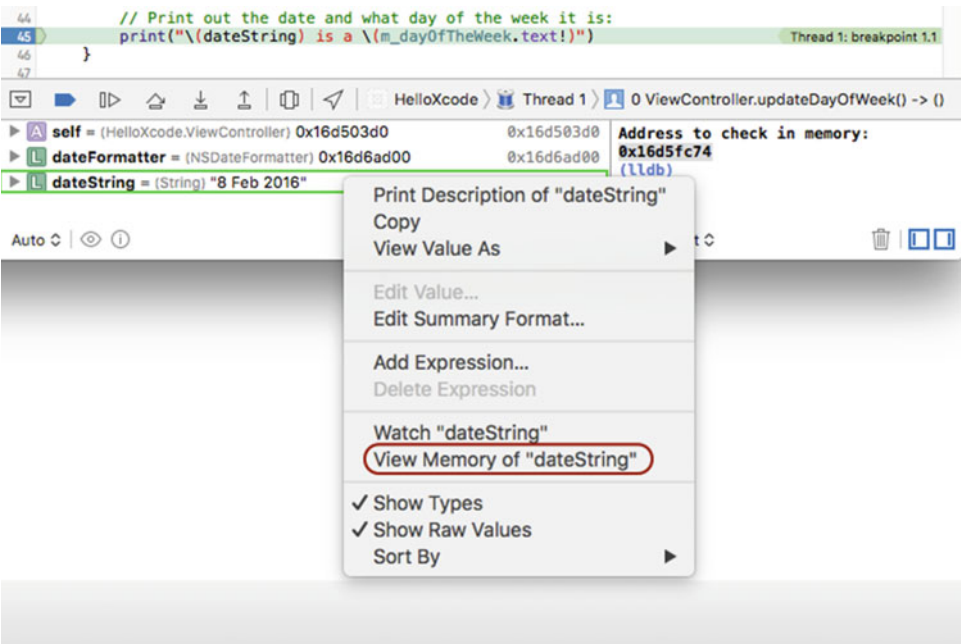 44 // Print out the date and what day of the week it is:
45 print("\(dateString) is a \(m_dayOfTheWeek.text!)") Thread 1: breakpoint 1.1
46 }
47
HelloXcode Thread 1 0 ViewController.updateDayOfWeek() -> ()
A self = (HelloXcode.ViewController) 0x16d503d0 0x16d503d0
L dateFormatter = (NSDateFormatter) 0x16d6ad00 0x16d6ad00
L dateString = (String) "8 Feb 2016"
Address to check in memory:
0x16d5fc74
(lldb)
Auto
t
Print Description of "dateString"
Copy
View Value As
Edit Value...
Edit Summary Format...
Add Expression...
Delete Expression
Watch "dateString"
View Memory of "dateString"
✓ Show Types
✓ Show Raw Values
Sort By